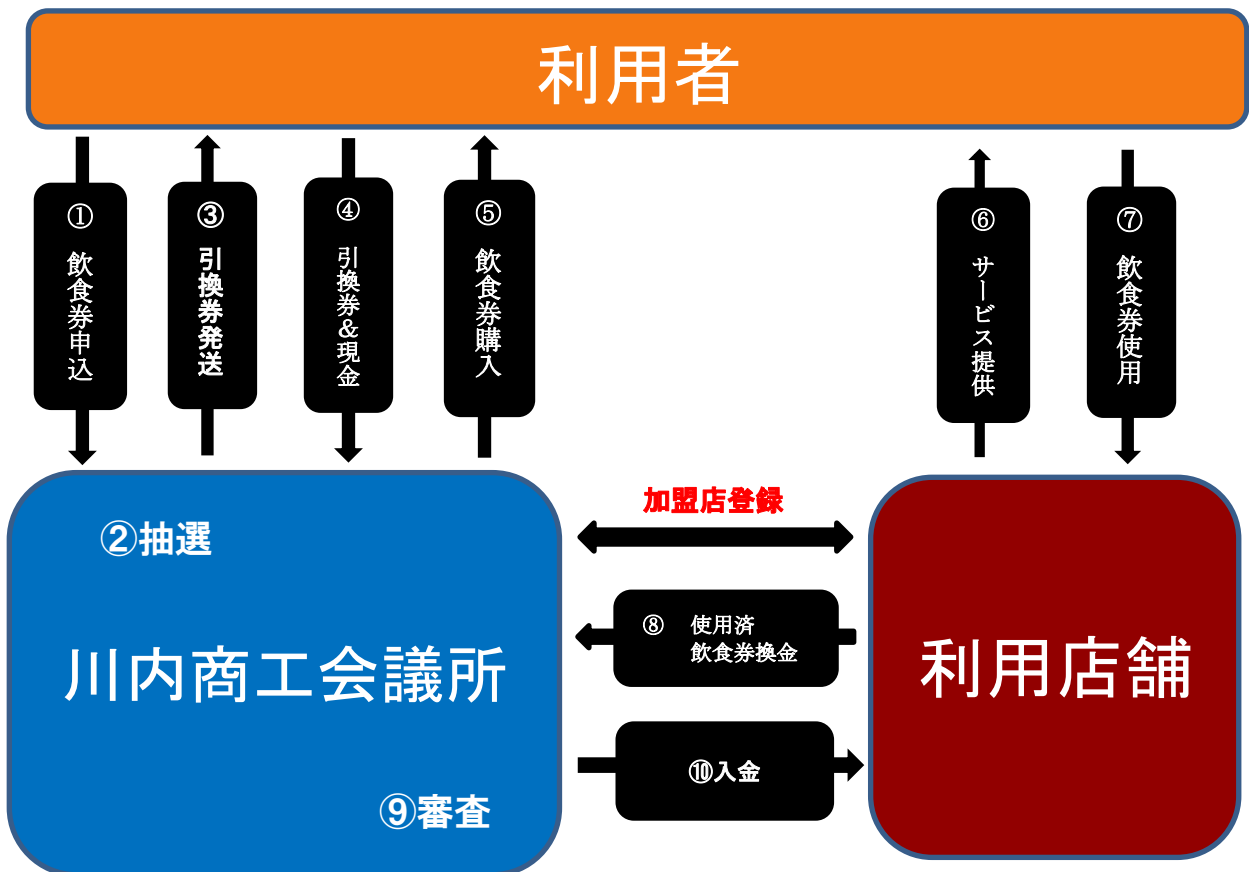 利用者
① 飲食券申込
③ 引換券発送
④ 引換券&現金
⑤ 飲食券購入
⑥ サービス提供
⑦ 飲食券使用
②抽選
川内商工会議所
⑨審査
加盟店登録
⑧ 使用済
飲食券換金
⑩入金
利用店舗